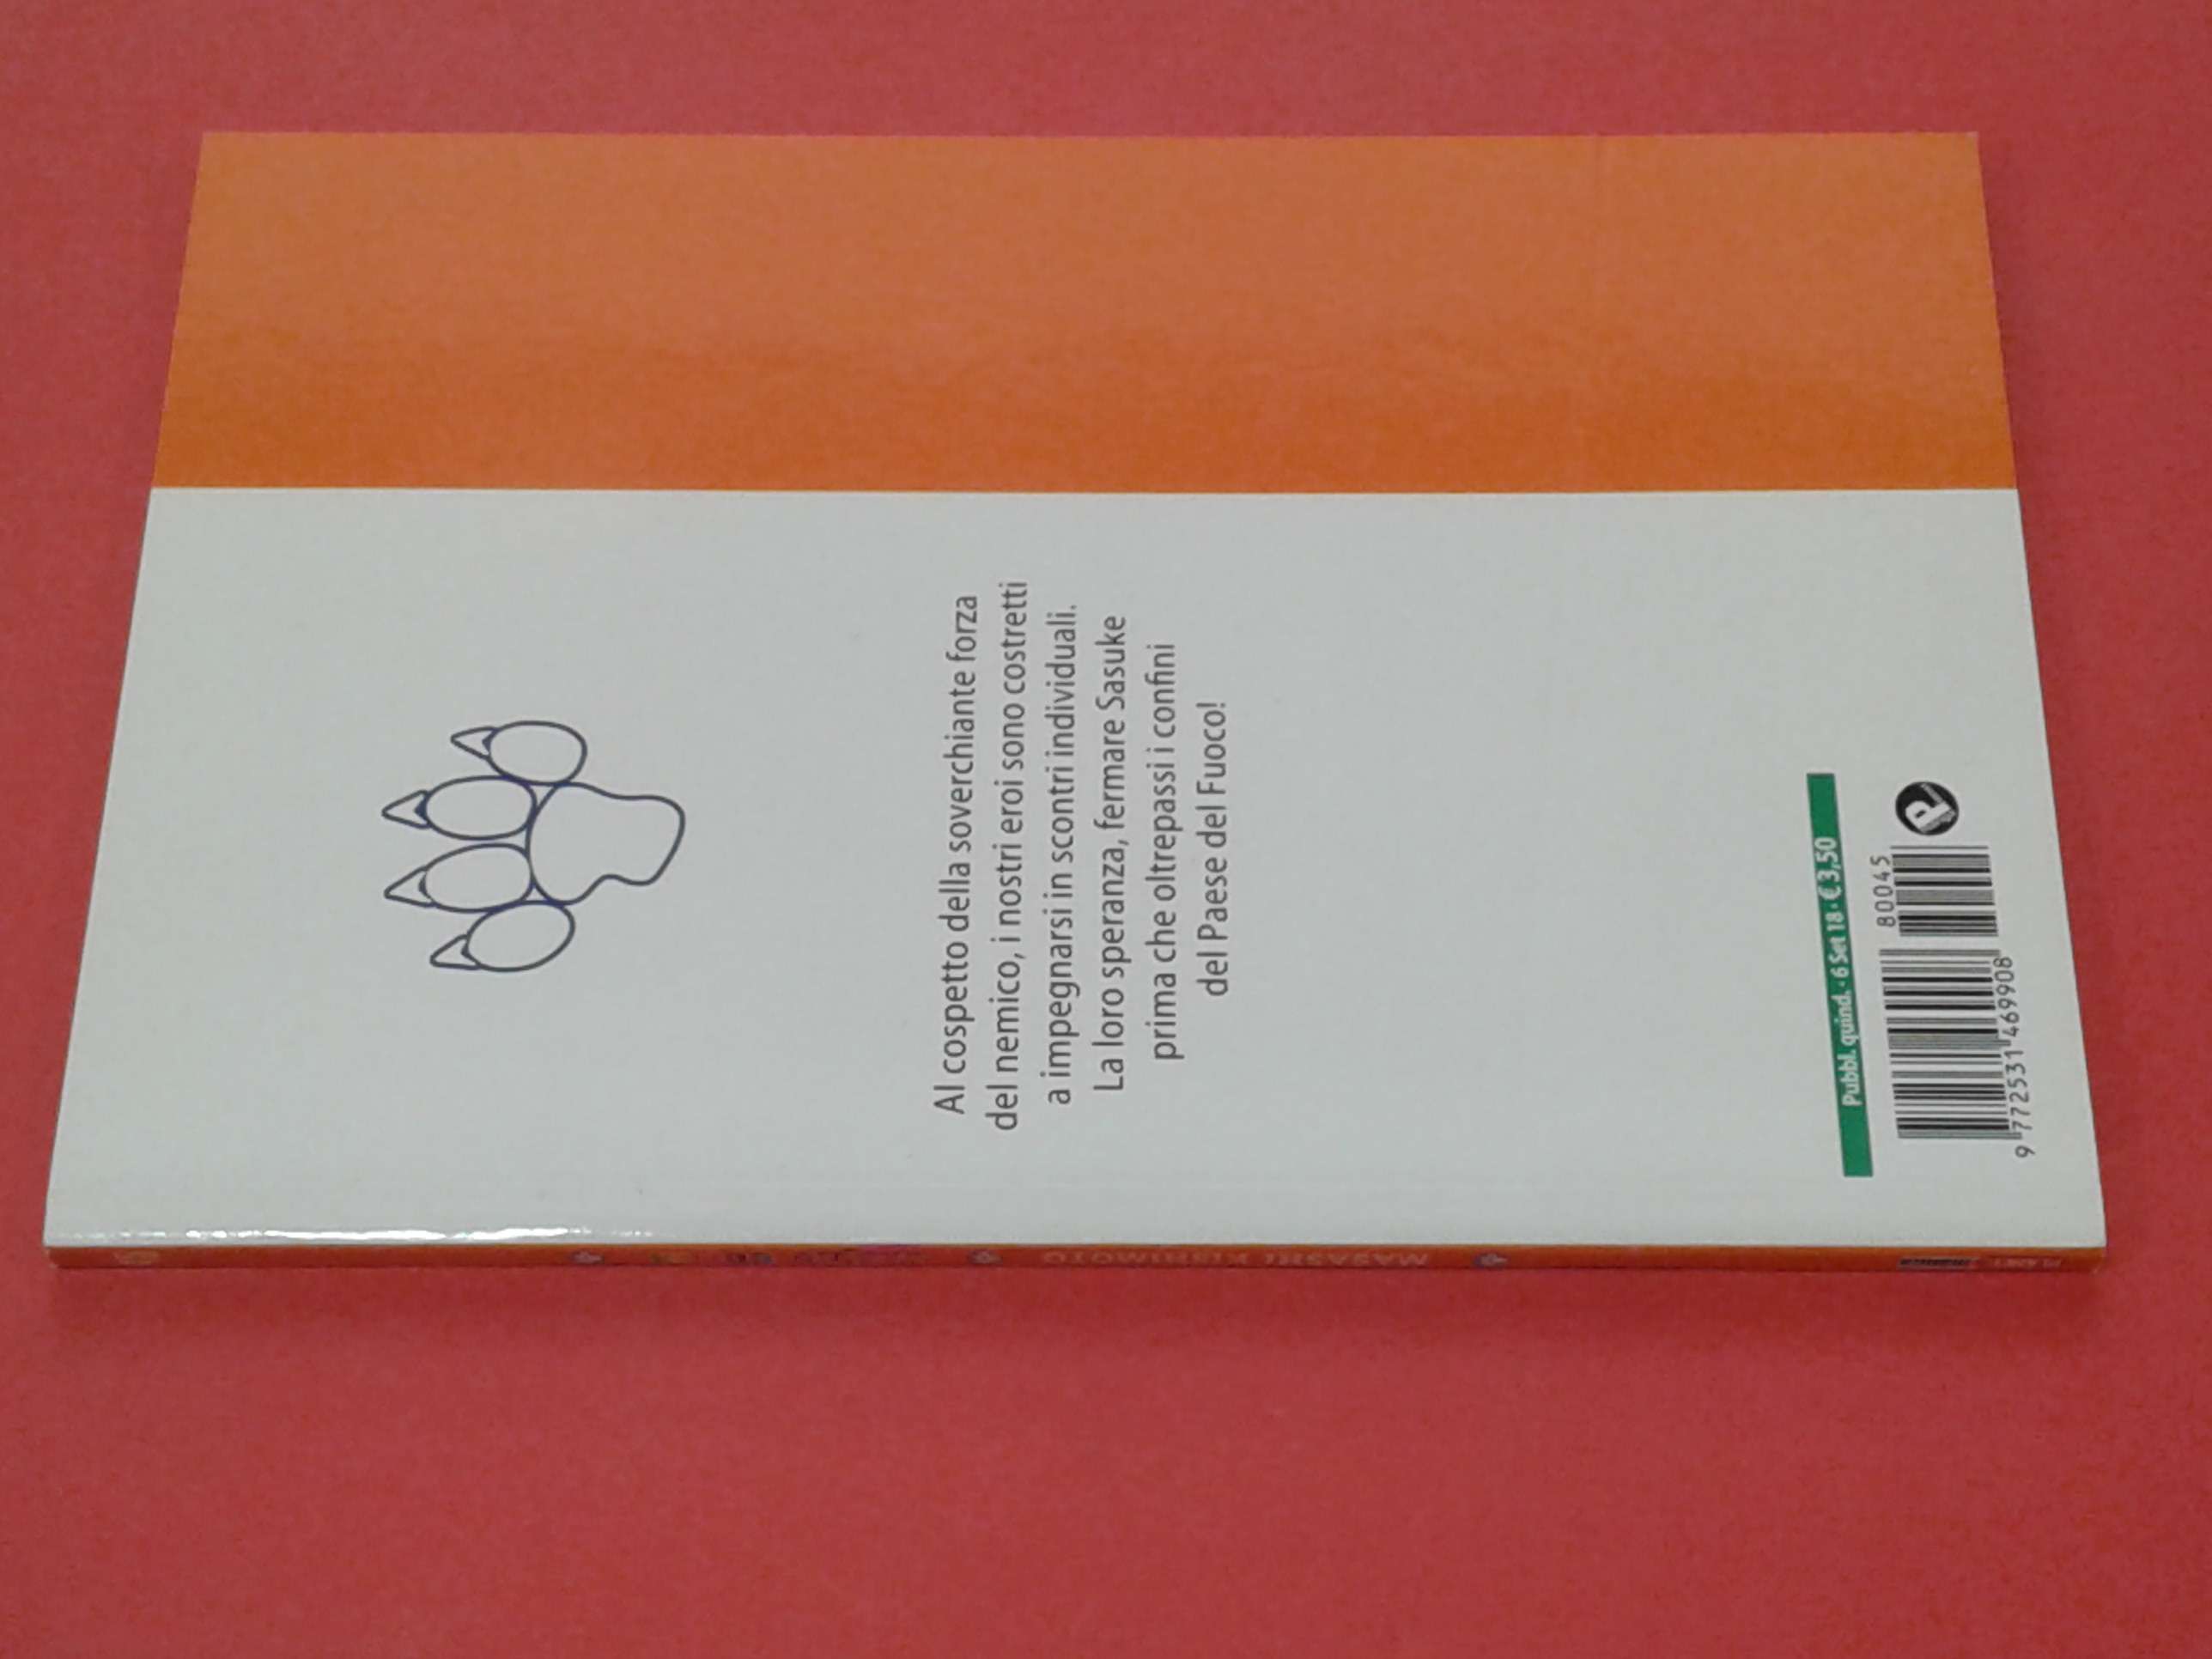 Al cospetto della soverchiante forza
del nemico, i nostri eroi sono costretti
a impegnarsi in scontri individuali.
La loro speranza, fermare Sasuke
prima che oltrepassi i confini
del Paese del Fuoco!
Pubbl. quind. • 6 Set 18 • € 3,50
80045
9 772531 469908
P
MASASHI KISHIMOTO